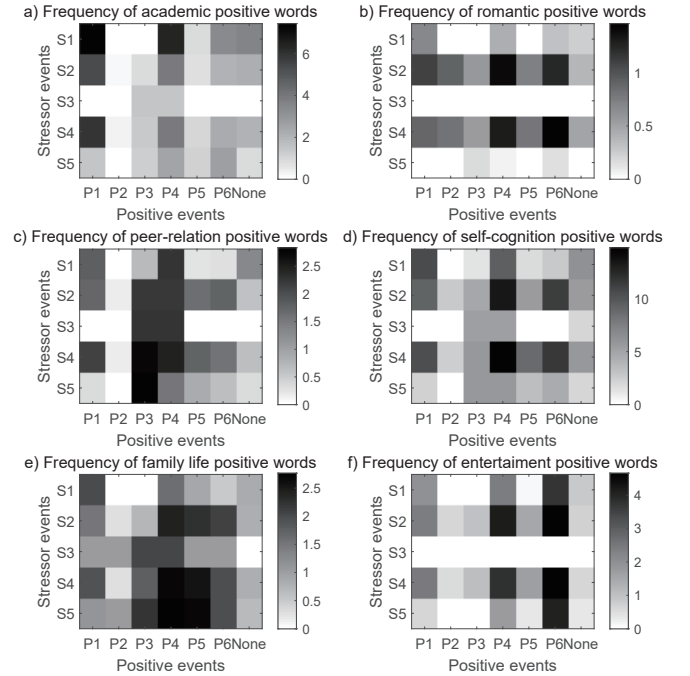 a) Frequency of academic positive words
S1
S2
S3
S4
S5
Stressor events
P1 P2 P3 P4 P5 P6None
Positive events
6
4
2
0
b) Frequency of romantic positive words
S1
S2
S3
S4
S5
Stressor events
P1 P2 P3 P4 P5 P6None
Positive events
1
0.5
0
c) Frequency of peer-relation positive words
S1
S2
S3
S4
S5
Stressor events
P1 P2 P3 P4 P5 P6None
Positive events
2.5
2
1.5
1
0.5
0
d) Frequency of self-cognition positive words
S1
S2
S3
S4
S5
Stressor events
P1 P2 P3 P4 P5 P6None
Positive events
10
5
0
e) Frequency of family life positive words
S1
S2
S3
S4
S5
Stressor events
P1 P2 P3 P4 P5 P6None
Positive events
2.5
2
1.5
1
0.5
0
f) Frequency of entertaiment positive words
S1
S2
S3
S4
S5
Stressor events
P1 P2 P3 P4 P5 P6None
Positive events
4
3
2
1
0